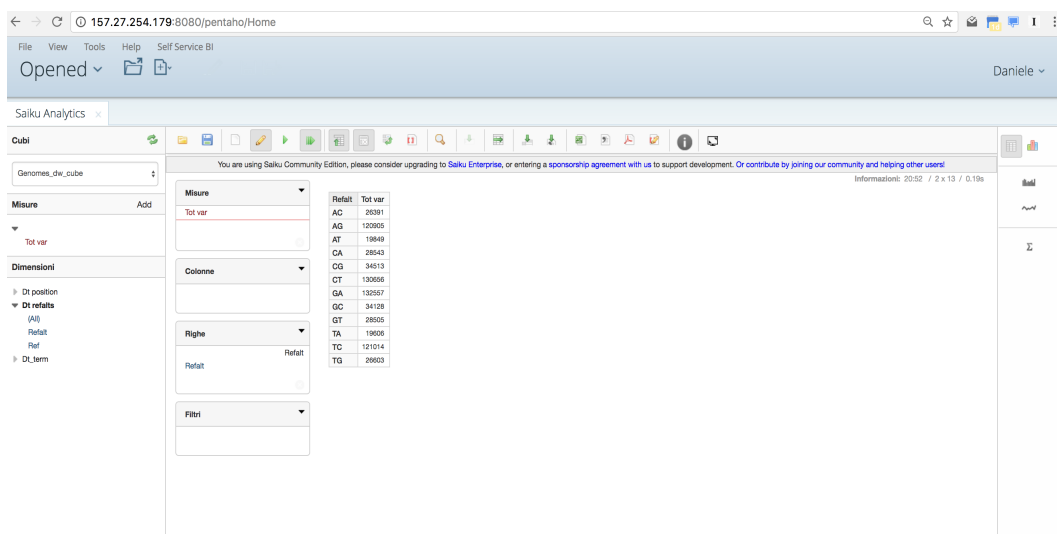 157.27.254.179:8080/pentaho/Home
File View Tools Help Self Service BI
Opened
Daniele
Saiku Analytics ×
Cubi
You are using Saiku Community Edition, please consider upgrading to Saiku Enterprise, or entering a sponsorship agreement with us to support development. Or contribute by joining our community and helping other users!
Informazioni: 20:52 / 2 x 13 / 0.19s
Genomes_dw_cube
Misure Add
Tot var
Dimensioni
Dt position
Dt refalts
(All)
Refalt
Ref
Dt_term
Misure
Tot var
Colonne
Righe
Refalt
Refalt
Filtri
Refalt Tot var
AC 26391
AG 120905
AT 19849
CA 28543
CG 34513
CT 130656
GA 132557
GC 34128
GT 28505
TA 19606
TC 121014
TG 26603
Σ